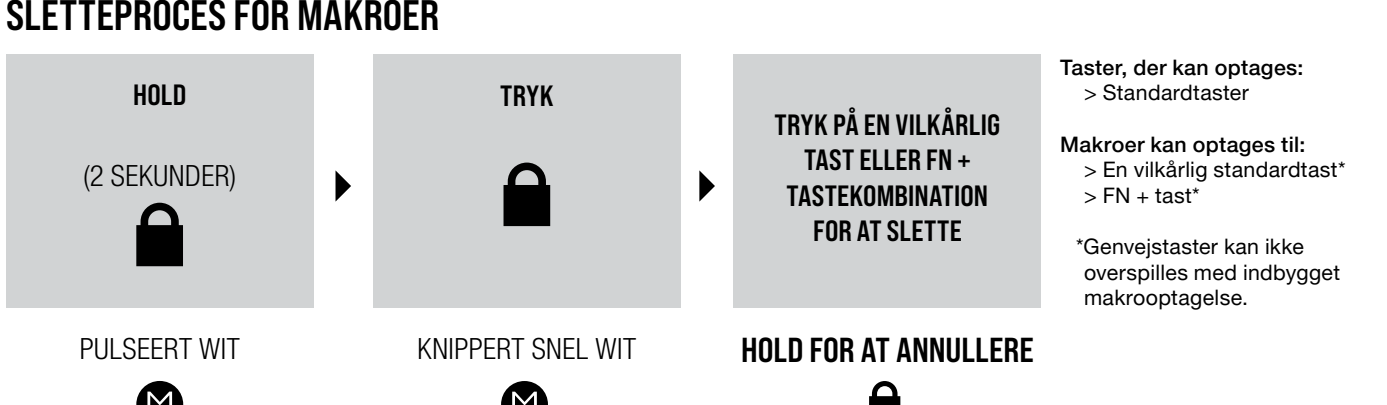 SLETTEPROCES FOR MAKROER
HOLD
(2 SEKUNDER)
PULSEERT WIT
TRYK
KNIPPERT SNEL WIT
TRYK PÅ EN VILKÅRLIG
TAST ELLER FN +
TASTEKOMBINATION
FOR AT SLETTE
HOLD FOR AT ANNULLERE
Taster, der kan optages:
> Standardtaster
Makroer kan optages til:
> En vilkårlig standardtast*
> FN + tast*
*Genvejstaster kan ikke
overspilles med indbygget
makrooptagelse.